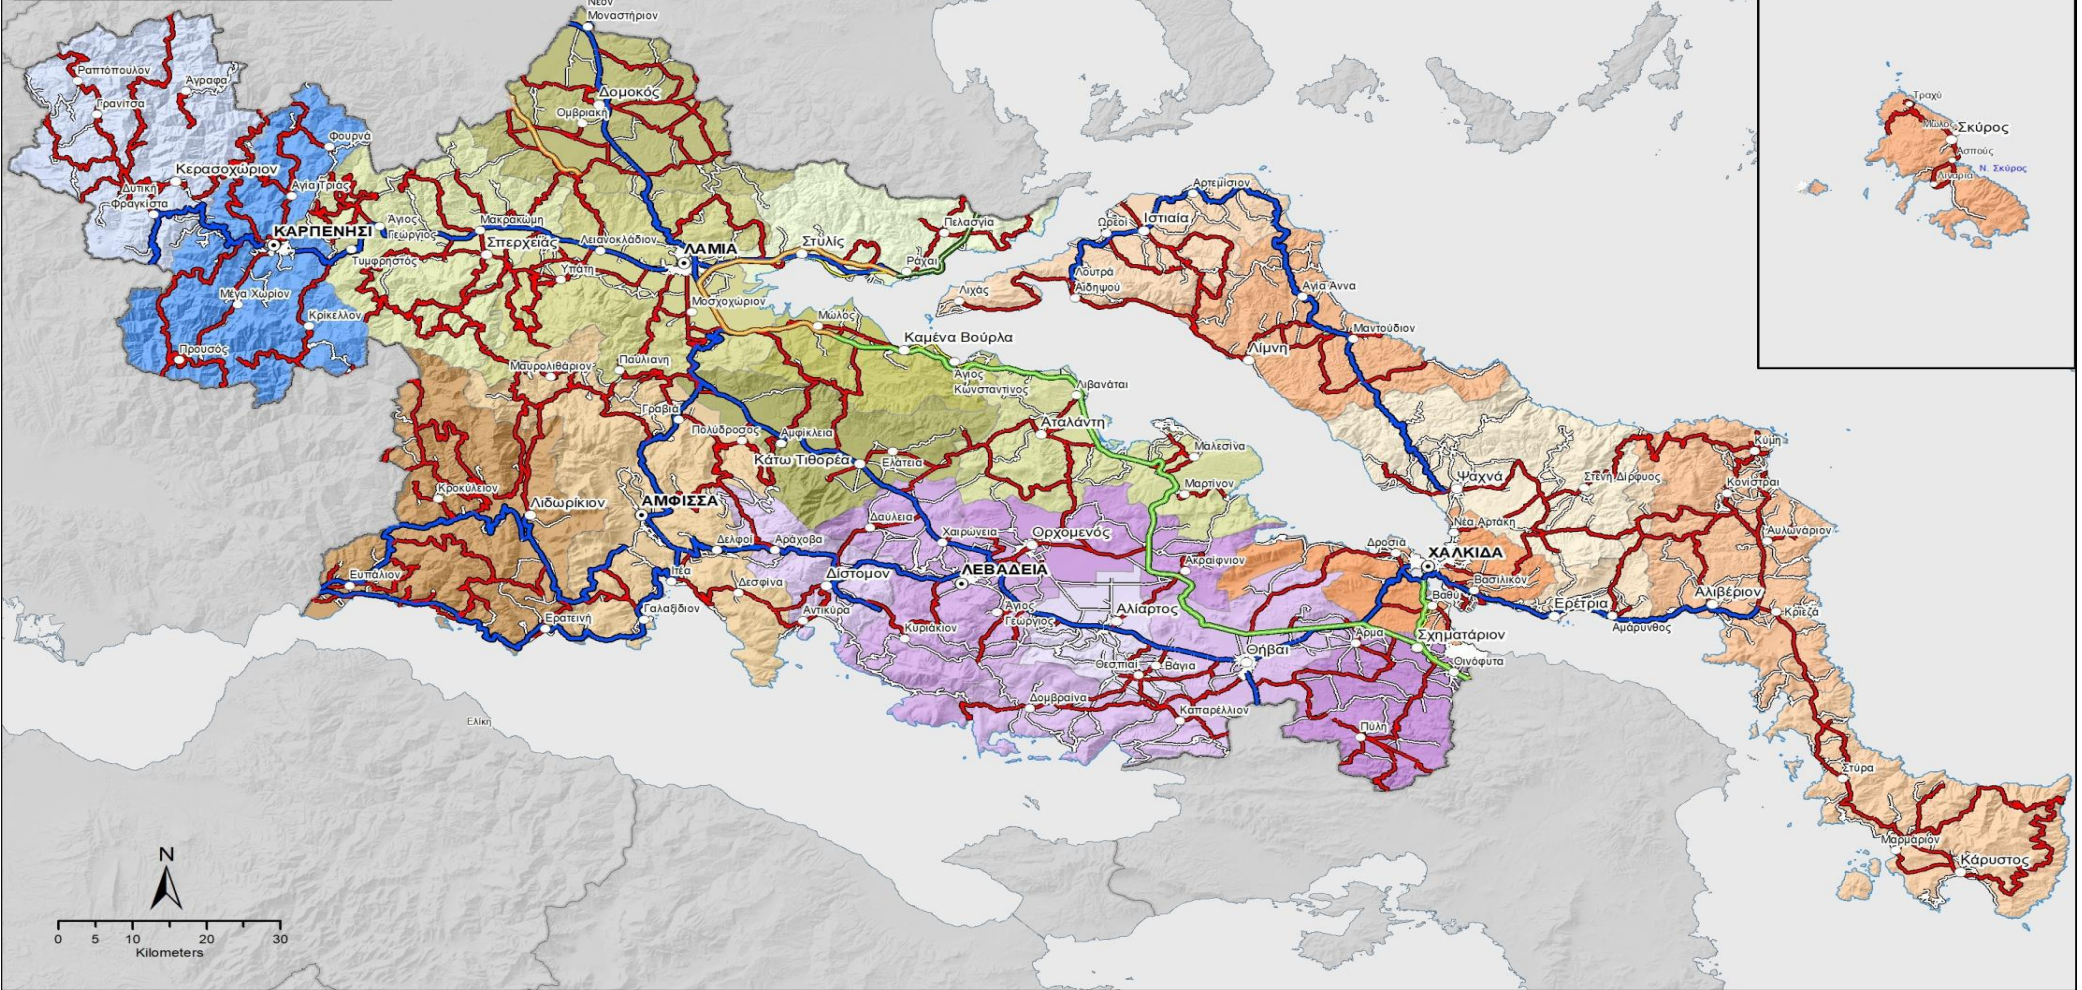 Νέον
Μοναστήριον
Ραπτόπουλον
Άγραφα
Γρανίτσα
Δομοκός
Ομβριακή
Φουρνά
Κερασοχώριον
Δυτική
Φραγκίστα
Αγία Τριας
ΚΑΡΠΕΝΗΣΙ
Άγιος
Γεώργιος
Μακρακώμη
Σπερχειάς
Λειανοκλάδιον
ΛΑΜΙΑ
Στυλίς
Πελασγία
Ράχαι
Τυμφρηστός
Υπάτη
Μέγα Χωρίον
Κρίκελλον
Προυσός
Μοσχοχώριον
Μώλος
Καμένα Βούρλα
Άγιος
Κωνσταντίνος
Λιβανάται
Μαυρολιθάριον
Παύλιανη
Γραβιά
Πολύδροσος
Αμφίκλεια
Κάτω Τιθορέα
Ελάτεια
Αταλάντη
Μαλεσίνα
Μαρτίνον
Κροκύλειον
Λιδωρίκιον
ΑΜΦΙΣΣΑ
Δελφοί
Αράχοβα
Δαύλεια
Χαιρώνεια
Ορχομενός
Ακραίφνιον
Ευπάλιον
Ιτέα
Δεσφίνα
Δίστομον
ΛΕΒΑΔΕΙΑ
Γαλαξίδιον
Ερατεινή
Αντίκυρα
Κυριάκιον
Άγιος
Γεώργιος
Αλίαρτος
Θεσπιαί
Βάγια
Θήβαι
Άρμα
Σχηματάριον
Οινόφυτα
Δομβραίνα
Καπαρέλλιον
Πύλη
Ελίκη
Αρτεμίσιον
Ωρεοί
Ιστιαία
Λουτρά
Αιδηψού
Λιχάς
Αγία Άννα
Μαντούδιον
Λίμνη
Ψαχνά
Στενή Δίρφυος
Κύμη
Κονίστραι
Αυλωνάριον
Νέα Αρτάκη
Δροσιά
ΧΑΛΚΙΔΑ
Βασιλικόν
Βαθύ
Ερέτρια
Αμάρυνθος
Αλιβέριον
Κριεζά
Στύρα
Μαρμάριον
Κάρυστος
Τραχύ
Μώλος
Σκύρος
Ασπούς
Ν. Σκύρος
Λιναριά
N
0 5 10 20 30
Kilometers